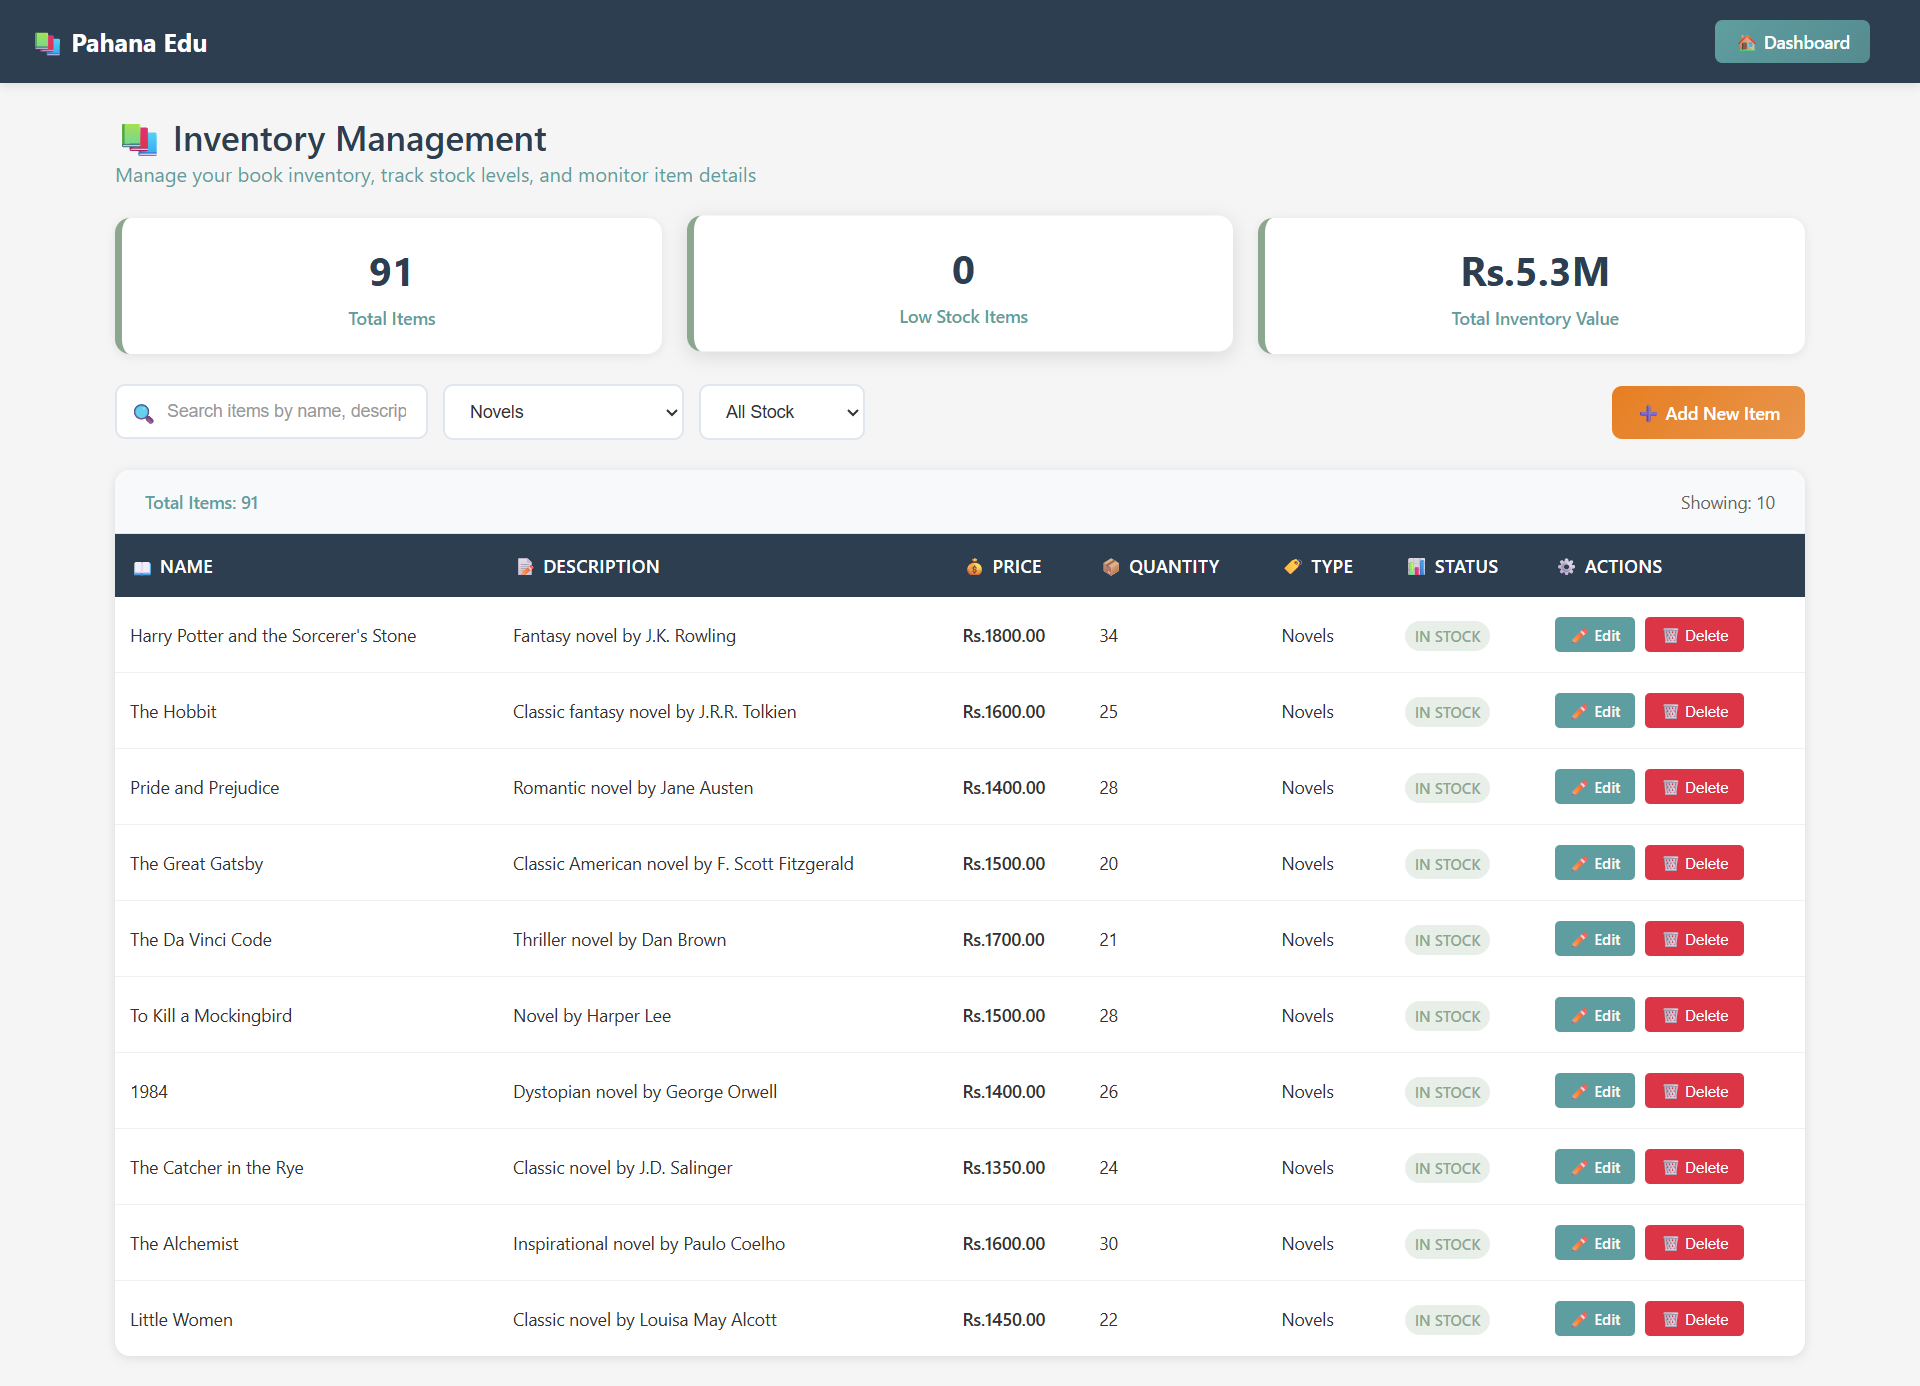 Pahana Edu
Dashboard
Inventory Management
Manage your book inventory, track stock levels, and monitor item details
91
Total Items
0
Low Stock Items
Rs.5.3M
Total Inventory Value
Search items by name, descrip
Novels
All Stock
Add New Item
Total Items: 91
Showing: 10
NAME DESCRIPTION PRICE QUANTITY TYPE STATUS ACTIONS
Harry Potter and the Sorcerer's Stone Fantasy novel by J.K. Rowling Rs.1800.00 34 Novels IN STOCK Edit Delete
The Hobbit Classic fantasy novel by J.R.R. Tolkien Rs.1600.00 25 Novels IN STOCK Edit Delete
Pride and Prejudice Romantic novel by Jane Austen Rs.1400.00 28 Novels IN STOCK Edit Delete
The Great Gatsby Classic American novel by F. Scott Fitzgerald Rs.1500.00 20 Novels IN STOCK Edit Delete
The Da Vinci Code Thriller novel by Dan Brown Rs.1700.00 21 Novels IN STOCK Edit Delete
To Kill a Mockingbird Novel by Harper Lee Rs.1500.00 28 Novels IN STOCK Edit Delete
1984 Dystopian novel by George Orwell Rs.1400.00 26 Novels IN STOCK Edit Delete
The Catcher in the Rye Classic novel by J.D. Salinger Rs.1350.00 24 Novels IN STOCK Edit Delete
The Alchemist Inspirational novel by Paulo Coelho Rs.1600.00 30 Novels IN STOCK Edit Delete
Little Women Classic novel by Louisa May Alcott Rs.1450.00 22 Novels IN STOCK Edit Delete